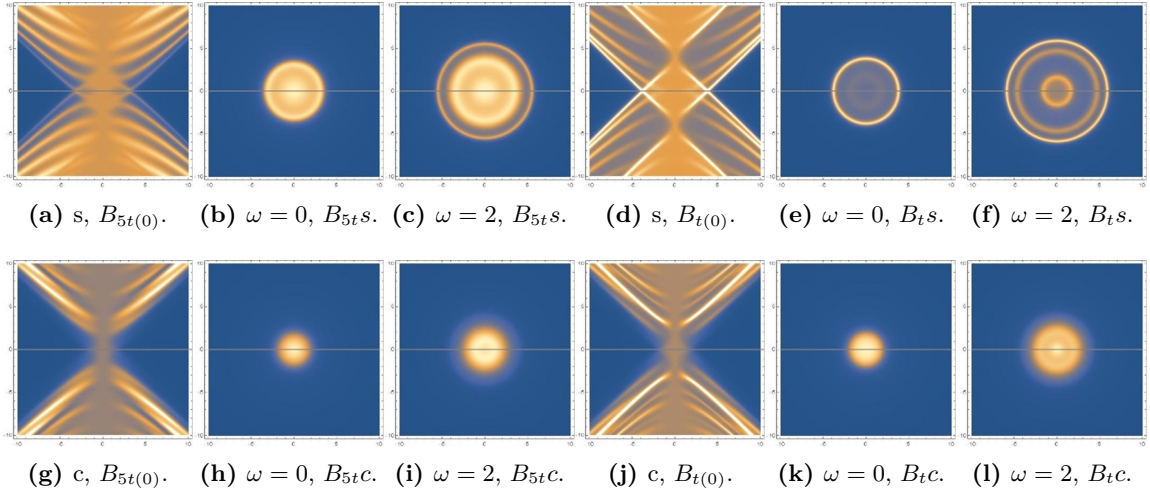 (a) s, B₅ₜ₍₀₎. (b) ω = 0, B₅ₜs. (c) ω = 2, B₅ₜs. (d) s, Bₜ₍₀₎. (e) ω = 0, Bₜs. (f) ω = 2, Bₜs.
(g) c, B₅ₜ₍₀₎. (h) ω = 0, B₅ₜc. (i) ω = 2, B₅ₜc. (j) c, Bₜ₍₀₎. (k) ω = 0, Bₜc. (l) ω = 2, Bₜc.